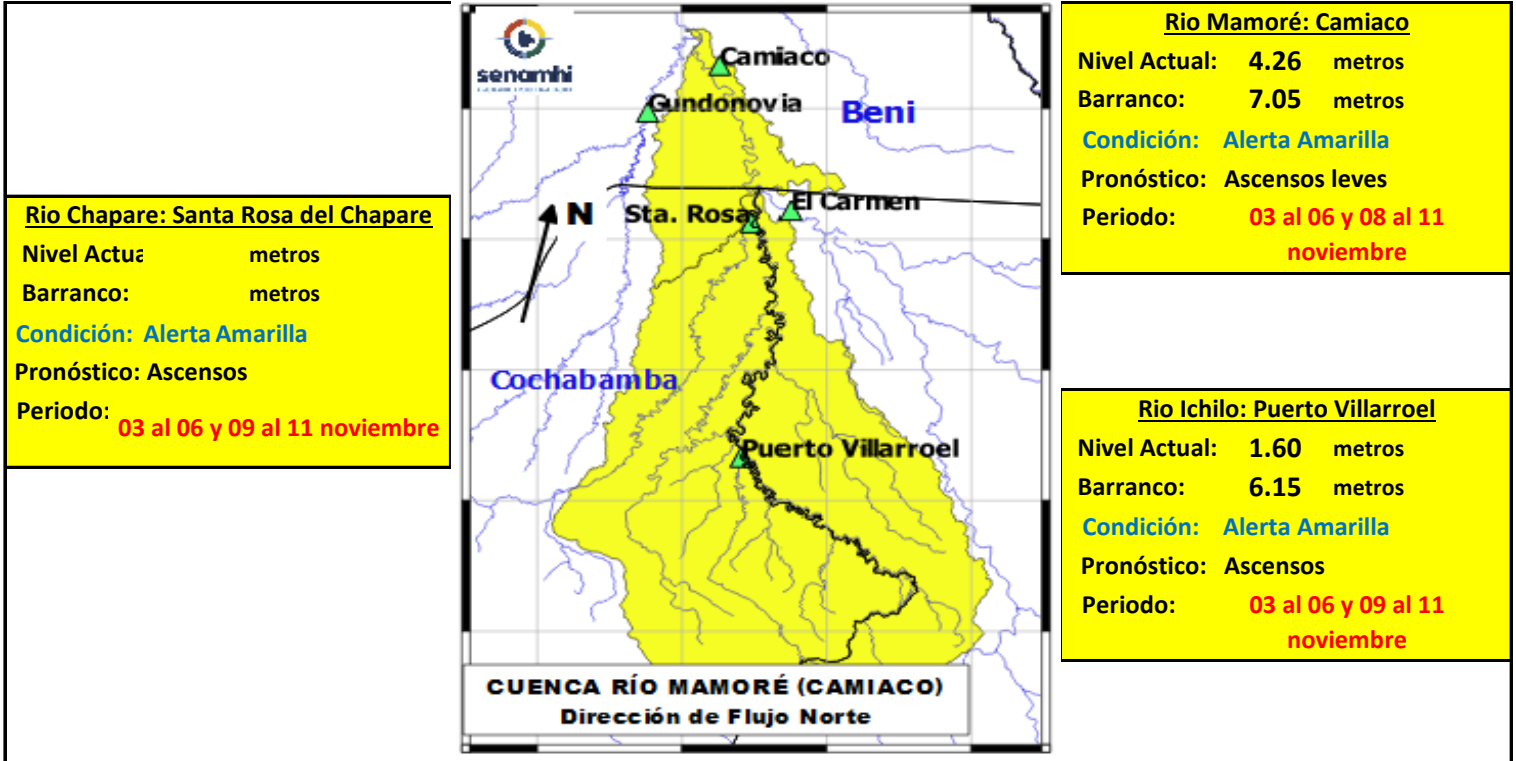 Rio Chapare: Santa Rosa del Chapare
Nivel Actua metros
Barranco: metros
Condición: Alerta Amarilla
Pronóstico: Ascensos
Periodo: 03 al 06 y 09 al 11 noviembre
senamhi
Camiaco
Gundonovia
Beni
El Carmen
N
Sta. Rosa
Cochabamba
Puerto Villarroel
CUENCA RÍO MAMORÉ (CAMIACO)
Dirección de Flujo Norte
Rio Mamoré: Camiaco
Nivel Actual: 4.26 metros
Barranco: 7.05 metros
Condición: Alerta Amarilla
Pronóstico: Ascensos leves
Periodo: 03 al 06 y 08 al 11
noviembre
Rio Ichilo: Puerto Villarroel
Nivel Actual: 1.60 metros
Barranco: 6.15 metros
Condición: Alerta Amarilla
Pronóstico: Ascensos
Periodo: 03 al 06 y 09 al 11
noviembre